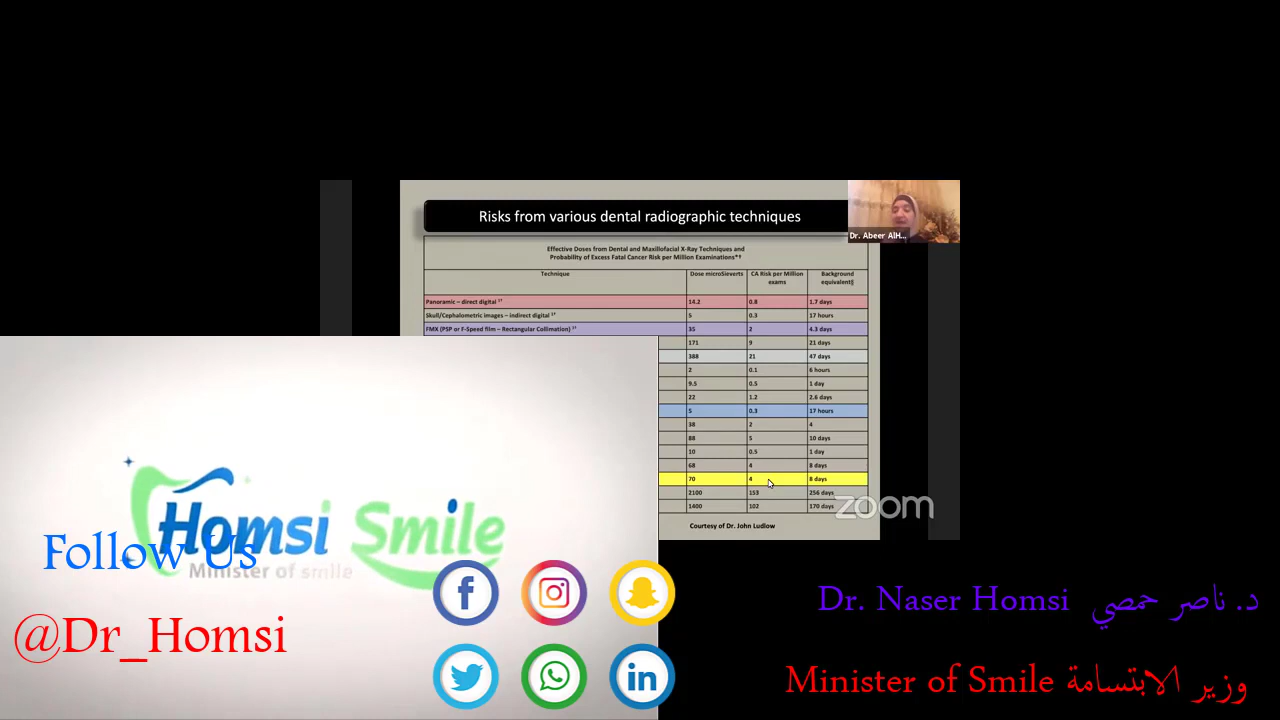 Risks from various dental radiographic techniques
Dr. Abeer AlH...
Effective Doses from Dental and Maxillofacial X-Ray Techniques and
Probability of Excess Fatal Cancer Risk per Million Examinations*†
Technique Dose microSieverts CA Risk per Million exams Background equivalent§
Panoramic – direct digital 14.2 0.8 1.7 days
Skull/Cephalometric images – indirect digital 5 0.3 17 hours
FMX (PSP or F-Speed film – Rectangular Collimation) 35 2 4.3 days
171 9 21 days
388 21 47 days
2 0.1 6 hours
9.5 0.5 1 day
22 1.2 2.6 days
5 0.3 17 hours
38 2 4
88 5 10 days
10 0.5 1 day
68 4 8 days
70 4 8 days
2100 153 256 days
1400 102 170 days
zoom
Courtesy of Dr. John Ludlow
Homsi Smile
Minister of smile
Follow Us
@Dr_Homsi
Dr. Naser Homsi د. ناصر حمصي
Minister of Smile وزير الابتسامة